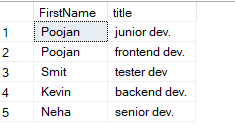 FirstName title
1 Poojan junior dev.
2 Poojan frontend dev.
3 Smit tester dev
4 Kevin backend dev.
5 Neha senior dev.